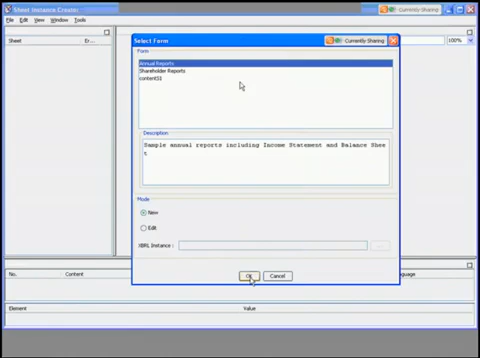 Sheet Instance Creator
Currently Sharing
File Edit View Window Tools
Sheet Er...
100%
Select Form
Currently Sharing
Form
Annual Reports
Shareholder Reports
content51
Description
Sample annual reports including Income Statement and Balance Shee
t
Mode
New
Edit
XBRL Instance :
...
OK Cancel
No. Content
Element Value